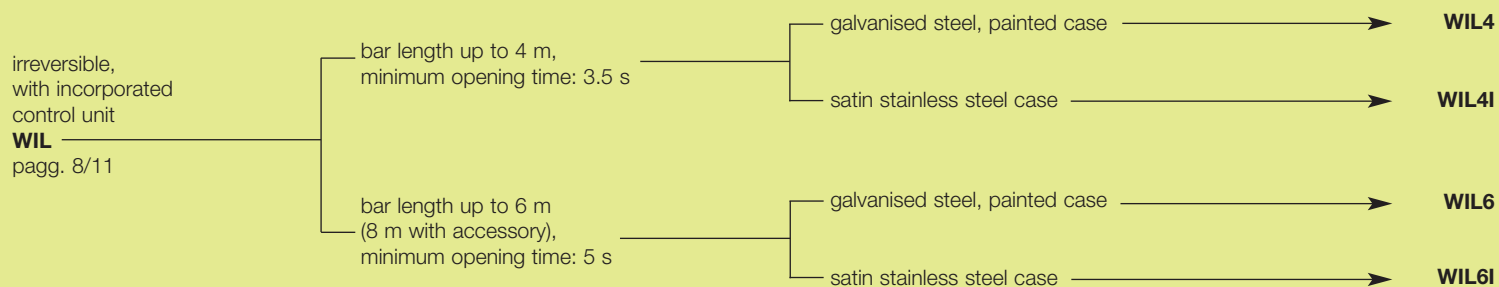 irreversible,
with incorporated
control unit
WIL
pagg. 8/11
bar length up to 4 m,
minimum opening time: 3.5 s
galvanised steel, painted case
WIL4
satin stainless steel case
WIL4I
bar length up to 6 m
(8 m with accessory),
minimum opening time: 5 s
galvanised steel, painted case
WIL6
satin stainless steel case
WIL6I